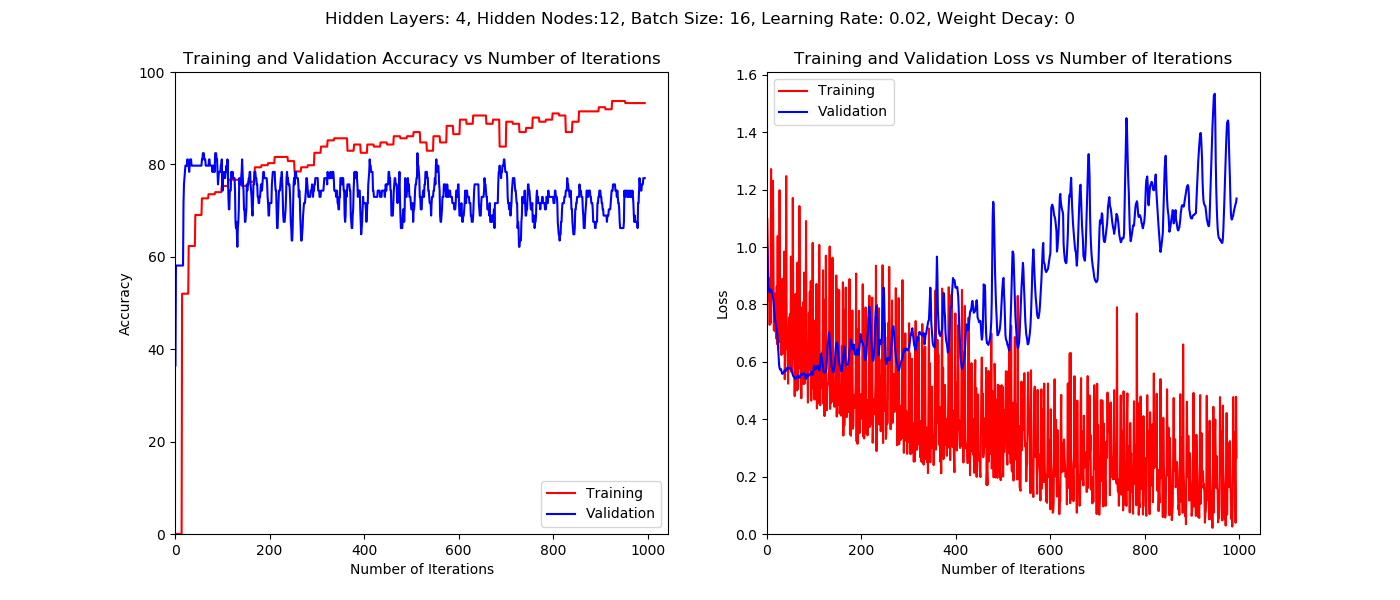 Hidden Layers: 4, Hidden Nodes:12, Batch Size: 16, Learning Rate: 0.02, Weight Decay: 0
Training and Validation Accuracy vs Number of Iterations
100
80
60
40
20
0
Accuracy
0 200 400 600 800 1000
Number of Iterations
Training
Validation
Training and Validation Loss vs Number of Iterations
1.6
1.4
1.2
1.0
0.8
0.6
0.4
0.2
0.0
Loss
0 200 400 600 800 1000
Number of Iterations
Training
Validation